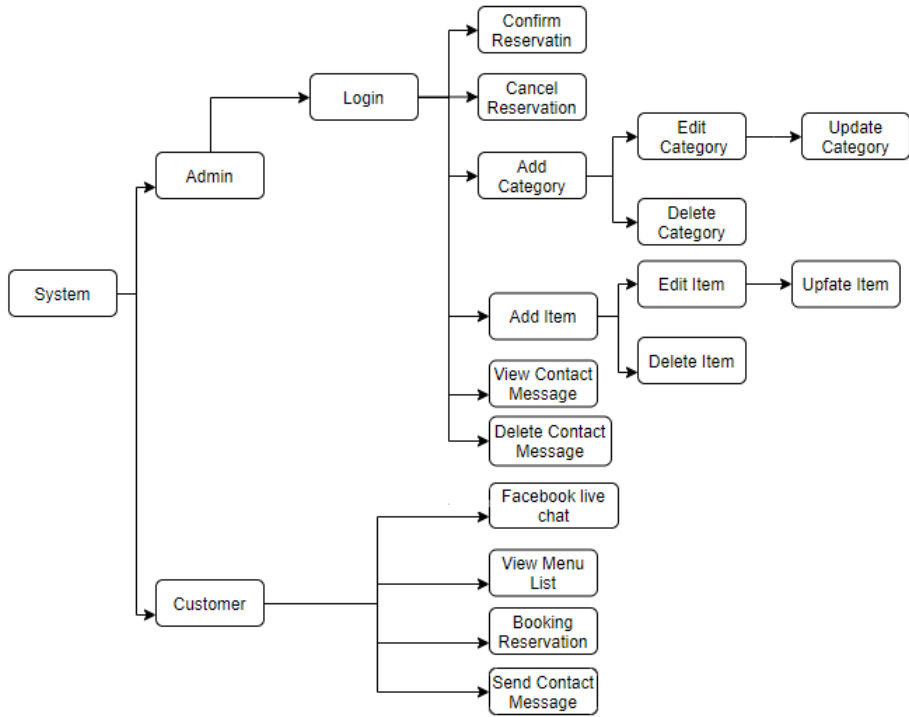 Confirm
Reservatin
Login
Cancel
Reservation
Edit
Category
Update
Category
Admin
Add
Category
Delete
Category
System
Edit Item
Upfate Item
Add Item
Delete Item
View Contact
Message
Delete Contact
Message
Facebook live
chat
View Menu
List
Customer
Booking
Reservation
Send Contact
Message